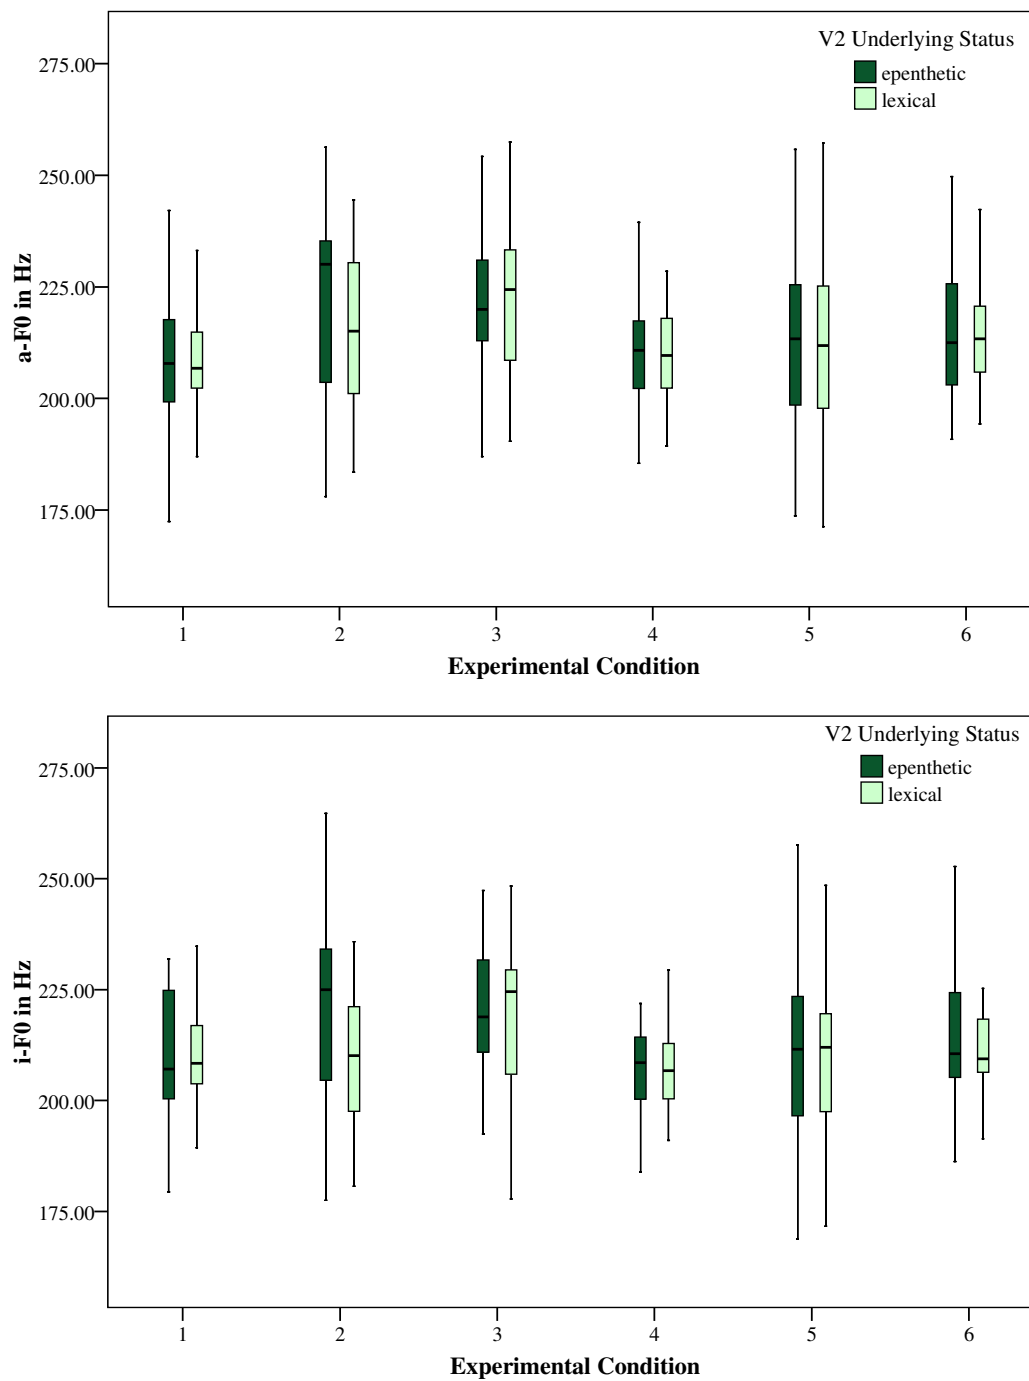 V2 Underlying Status
epenthetic
lexical
275.00
250.00
225.00
200.00
175.00
a-F0 in Hz
1 2 3 4 5 6
Experimental Condition
V2 Underlying Status
epenthetic
lexical
275.00
250.00
225.00
200.00
175.00
i-F0 in Hz
1 2 3 4 5 6
Experimental Condition